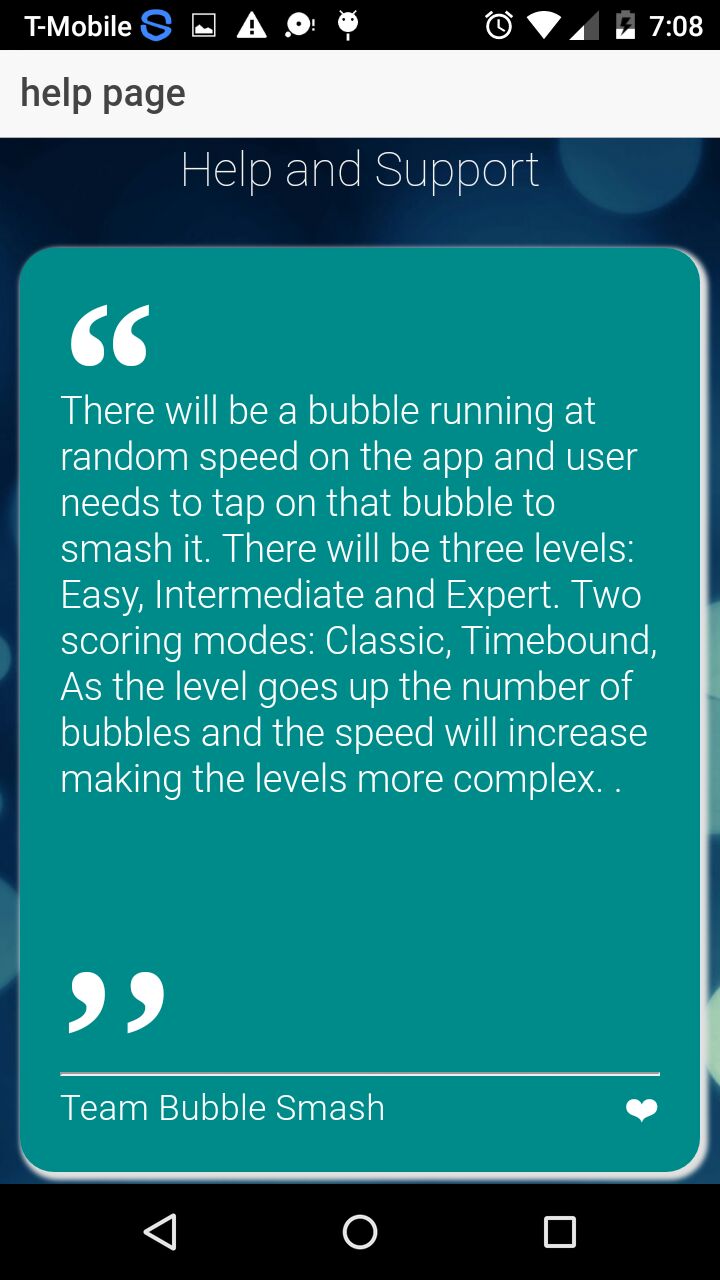 T-Mobile 7:08
help page
Help and Support
“
There will be a bubble running at
random speed on the app and user
needs to tap on that bubble to
smash it. There will be three levels:
Easy, Intermediate and Expert. Two
scoring modes: Classic, Timebound,
As the level goes up the number of
bubbles and the speed will increase
making the levels more complex. .
”
Team Bubble Smash ❤